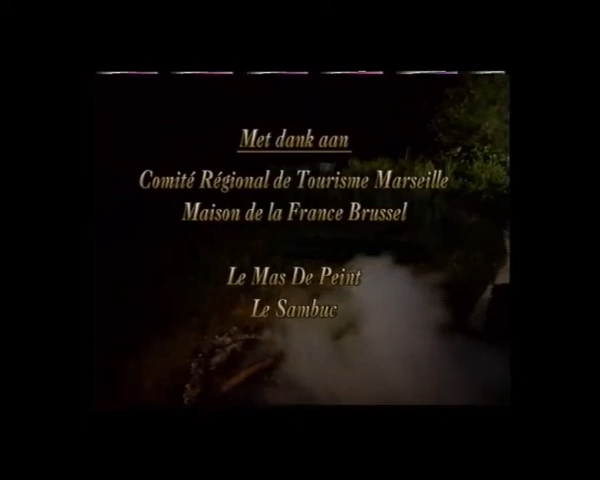 Met dank aan
Comité Régional de Tourisme Marseille
Maison de la France Brussel
Le Mas De Peint
Le Sambuc